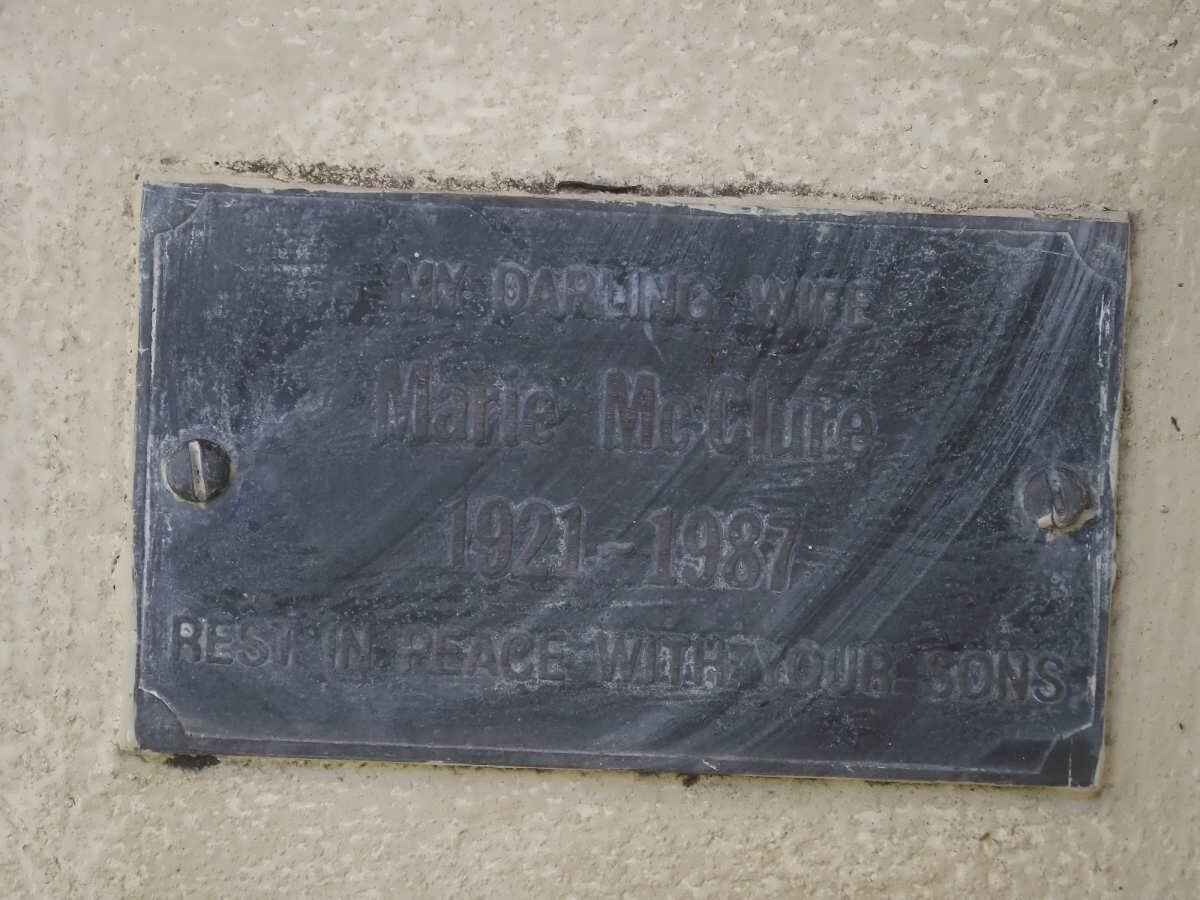 MY DARLING WIFE
Marie McClure
1921-1987
REST IN PEACE WITH YOUR SONS